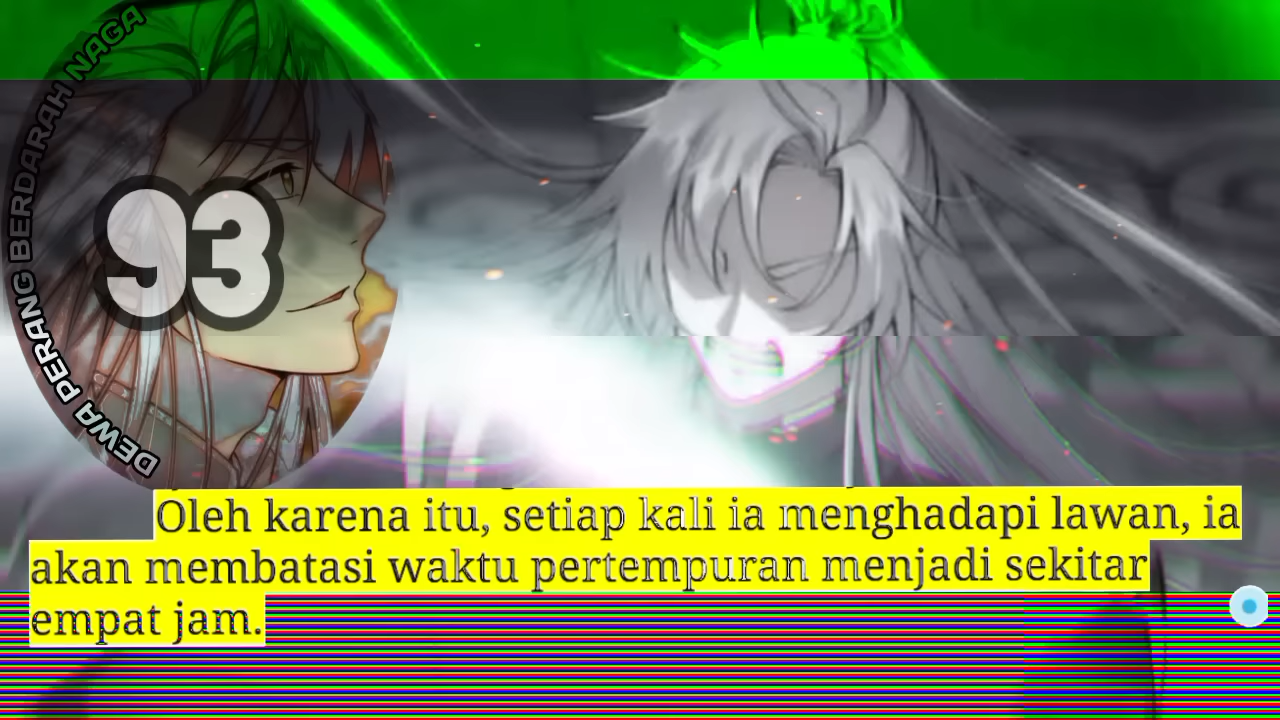 DEWA PERANG BERDARAH NAGA
93
Oleh karena itu, setiap kali ia menghadapi lawan, ia
akan membatasi waktu pertempuran menjadi sekitar
empat jam.